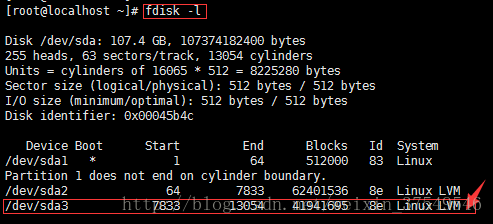 [root@localhost ~]# fdisk -l
Disk /dev/sda: 107.4 GB, 107374182400 bytes
255 heads, 63 sectors/track, 13054 cylinders
Units = cylinders of 16065 * 512 = 8225280 bytes
Sector size (logical/physical): 512 bytes / 512 bytes
I/O size (minimum/optimal): 512 bytes / 512 bytes
Disk identifier: 0x00045b4c
Device Boot Start End Blocks Id System
/dev/sda1 * 1 64 512000 83 Linux
Partition 1 does not end on cylinder boundary.
/dev/sda2 64 7833 62401536 8e Linux LVM
/dev/sda3 7833 13054 41941695 8e Linux LVM